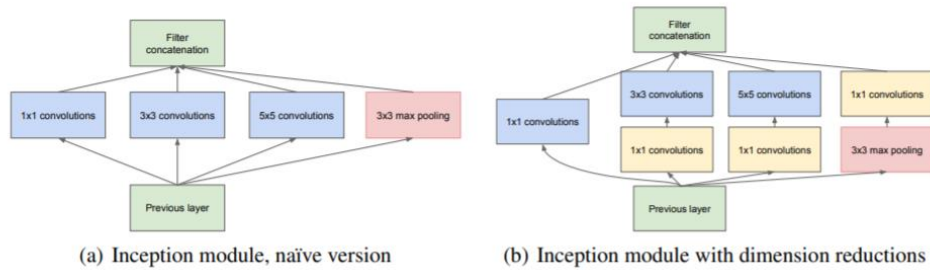 Filter
concatenation
1x1 convolutions
3x3 convolutions
5x5 convolutions
3x3 max pooling
Previous layer
(a) Inception module, naïve version
Filter
concatenation
3x3 convolutions
5x5 convolutions
1x1 convolutions
1x1 convolutions
1x1 convolutions
1x1 convolutions
3x3 max pooling
Previous layer
(b) Inception module with dimension reductions